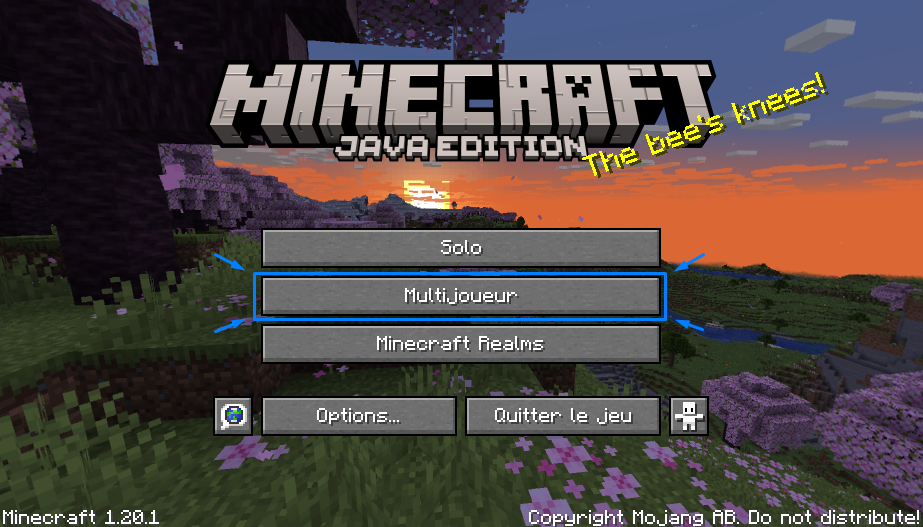 MINECRAFT
JAVA EDITION
The bee's knees!
Solo
Multijoueur
Minecraft Realms
Options...
Quitter le jeu
Minecraft 1.20.1
Copyright Mojang AB. Do not distribute!